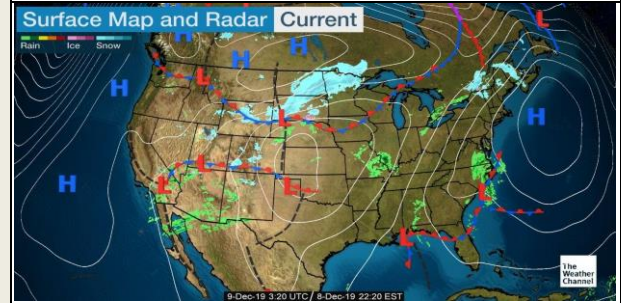 Surface Map and Radar Current
Rain Ice Snow
H
H
H
L
H
L
L
H
L
L
H
L
L
L
L
The Weather Channel
9-Dec-19 3:20 UTC / 8-Dec-19 22:20 EST